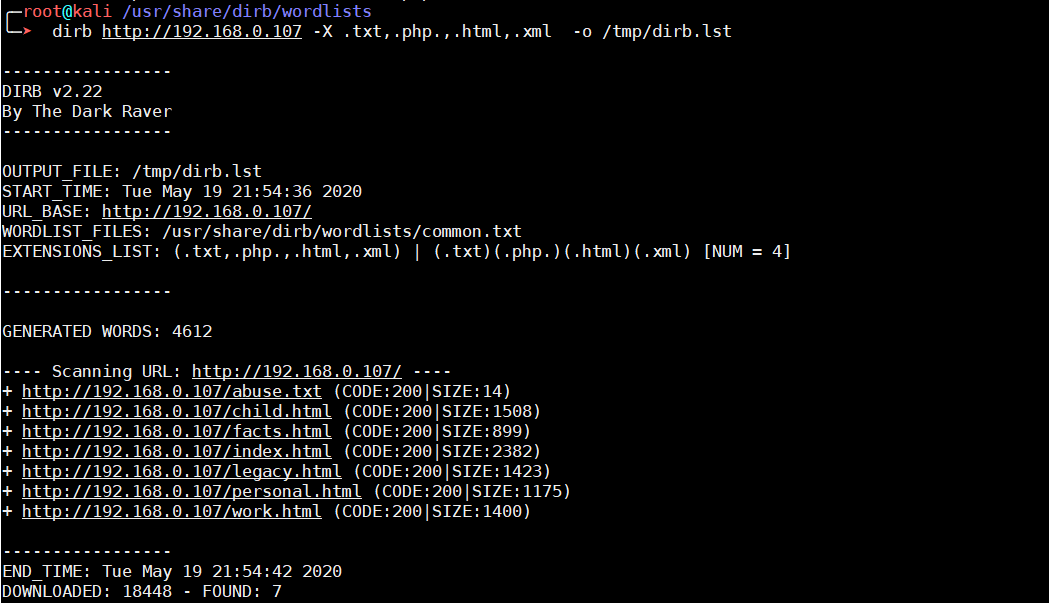 root@kali /usr/share/dirb/wordlists
dirb http://192.168.0.107 -X .txt,.php.,.html,.xml  -o /tmp/dirb.lst
-----------------
DIRB v2.22
By The Dark Raver
-----------------
OUTPUT_FILE: /tmp/dirb.lst
START_TIME: Tue May 19 21:54:36 2020
URL_BASE: http://192.168.0.107/
WORDLIST_FILES: /usr/share/dirb/wordlists/common.txt
EXTENSIONS_LIST: (.txt,.php.,.html,.xml) | (.txt)(.php.)(.html)(.xml) [NUM = 4]
-----------------
GENERATED WORDS: 4612
---- Scanning URL: http://192.168.0.107/ ----
+ http://192.168.0.107/abuse.txt (CODE:200|SIZE:14)
+ http://192.168.0.107/child.html (CODE:200|SIZE:1508)
+ http://192.168.0.107/facts.html (CODE:200|SIZE:899)
+ http://192.168.0.107/index.html (CODE:200|SIZE:2382)
+ http://192.168.0.107/legacy.html (CODE:200|SIZE:1423)
+ http://192.168.0.107/personal.html (CODE:200|SIZE:1175)
+ http://192.168.0.107/work.html (CODE:200|SIZE:1400)
-----------------
END_TIME: Tue May 19 21:54:42 2020
DOWNLOADED: 18448 - FOUND: 7